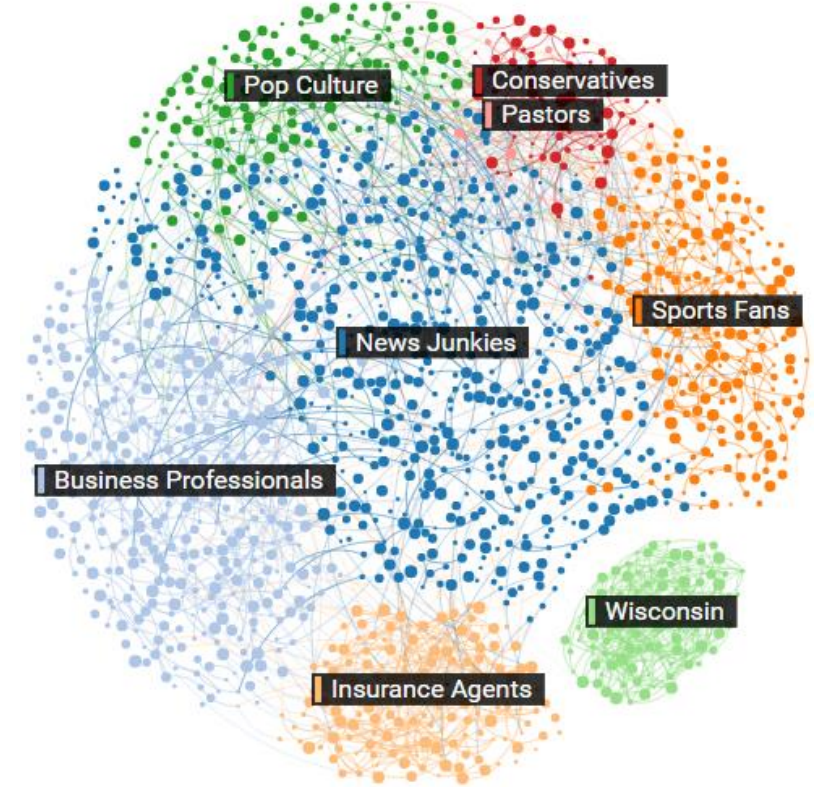 Pop Culture
Conservatives
Pastors
Sports Fans
News Junkies
Business Professionals
Wisconsin
Insurance Agents